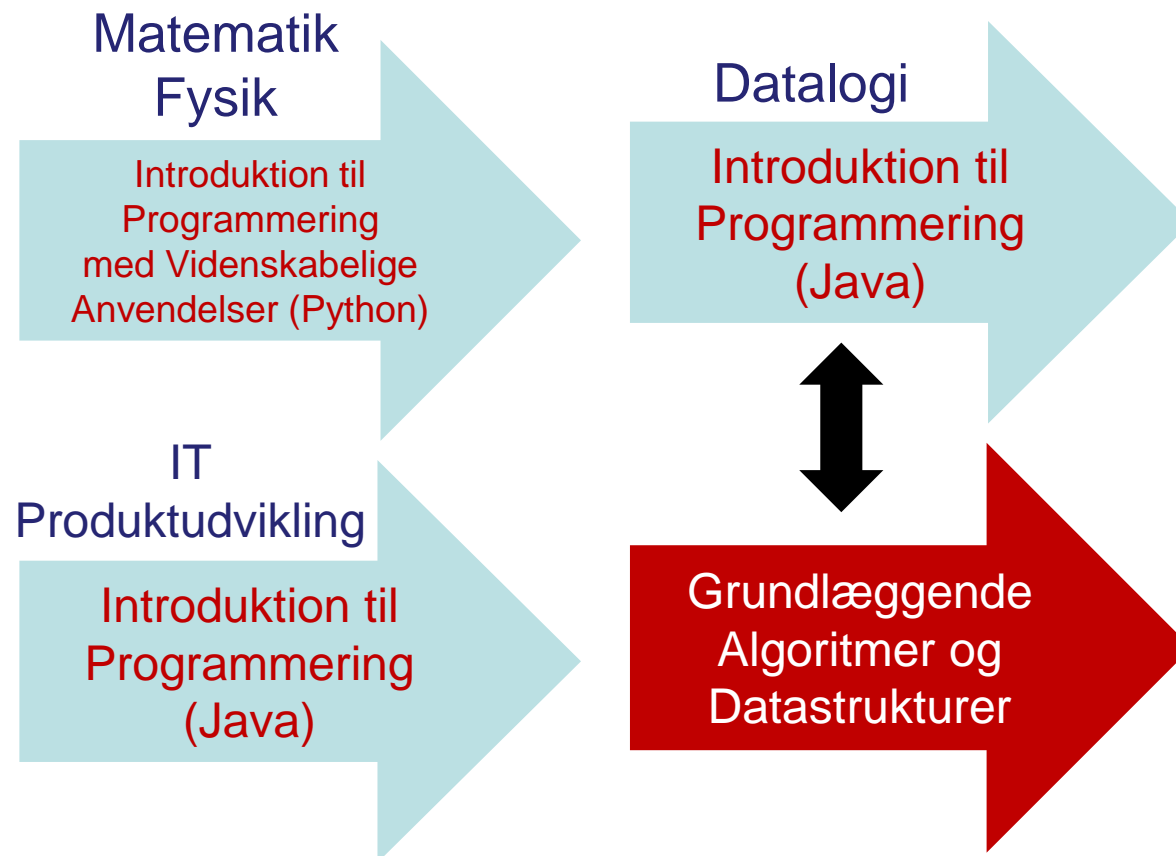 Matematik
Fysik
Introduktion til
Programmering
med Videnskabelige
Anvendelser (Python)
Datalogi
Introduktion til
Programmering
(Java)
IT
Produktudvikling
Introduktion til
Programmering
(Java)
Grundlæggende
Algoritmer og
Datastrukturer